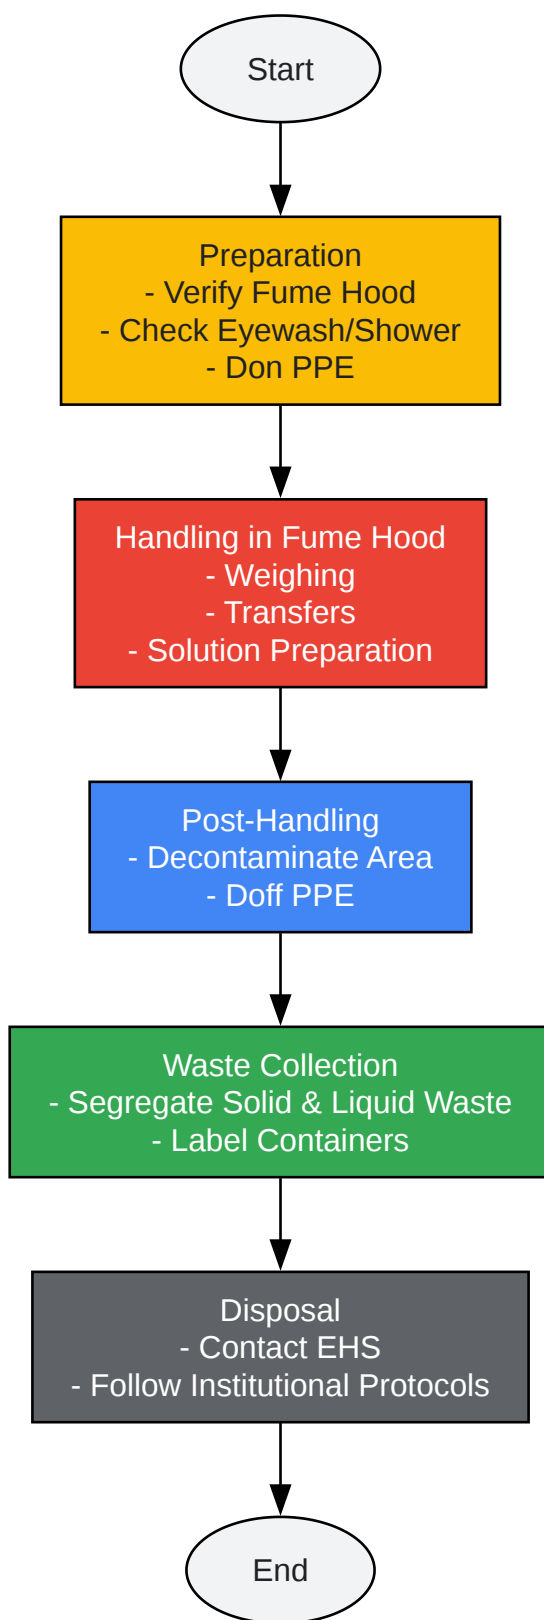 Start
Preparation
- Verify Fume Hood
- Check Eyewash/Shower
- Don PPE
Handling in Fume Hood
- Weighing
- Transfers
- Solution Preparation
Post-Handling
- Decontaminate Area
- Doff PPE
Waste Collection
- Segregate Solid & Liquid Waste
- Label Containers
Disposal
- Contact EHS
- Follow Institutional Protocols
End